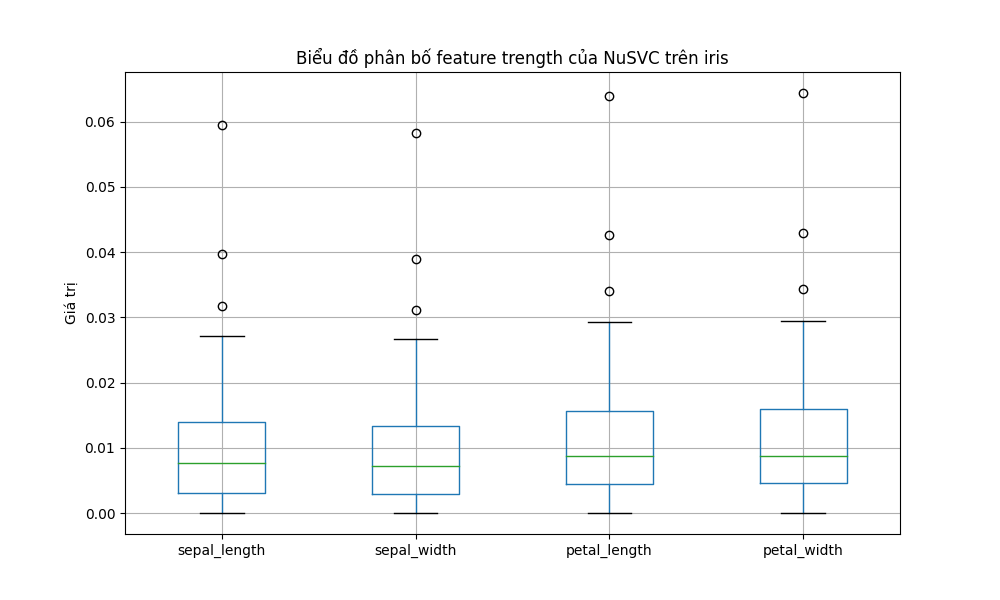 Biểu đồ phân bố feature trength của NuSVC trên iris
Giá trị
0.06
0.05
0.04
0.03
0.02
0.01
0.00
sepal_length
sepal_width
petal_length
petal_width